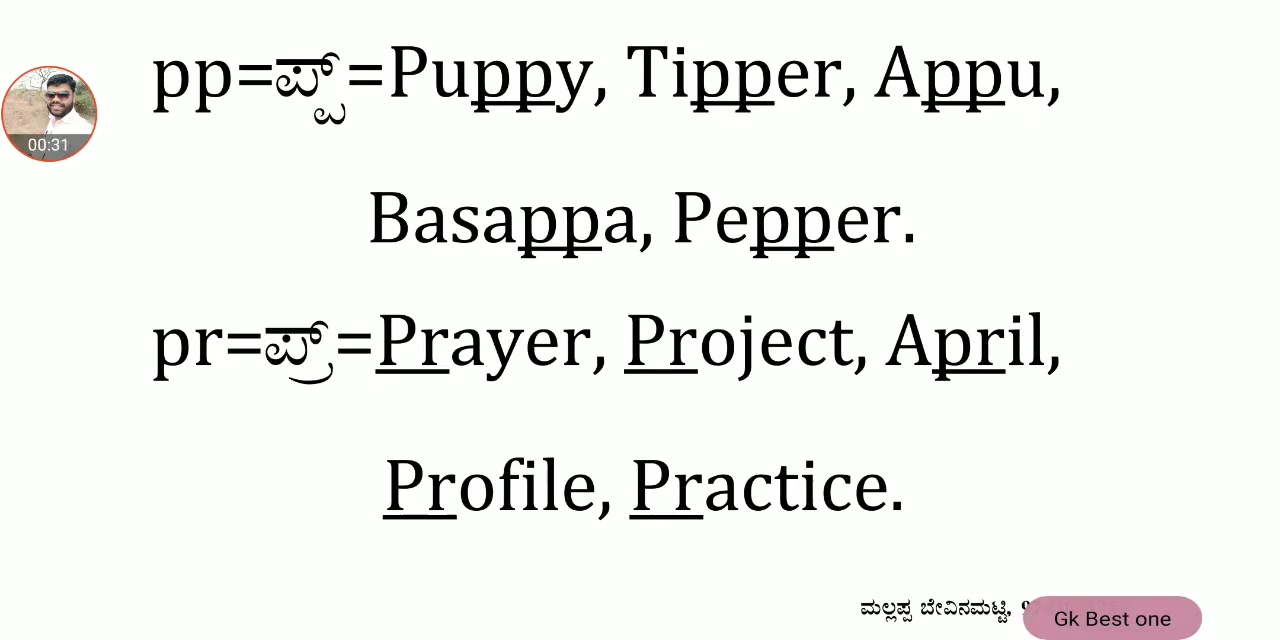 pp=ಪ್ಪ್=Puppy, Tipper, Appu,
00:31
Basappa, Pepper.
pr=ಪ್ರ್=Prayer, Project, April,
Profile, Practice.
ಮಲ್ಲಪ್ಪ ಬೇವಿನಮಟ್ಟಿ,
Gk Best one